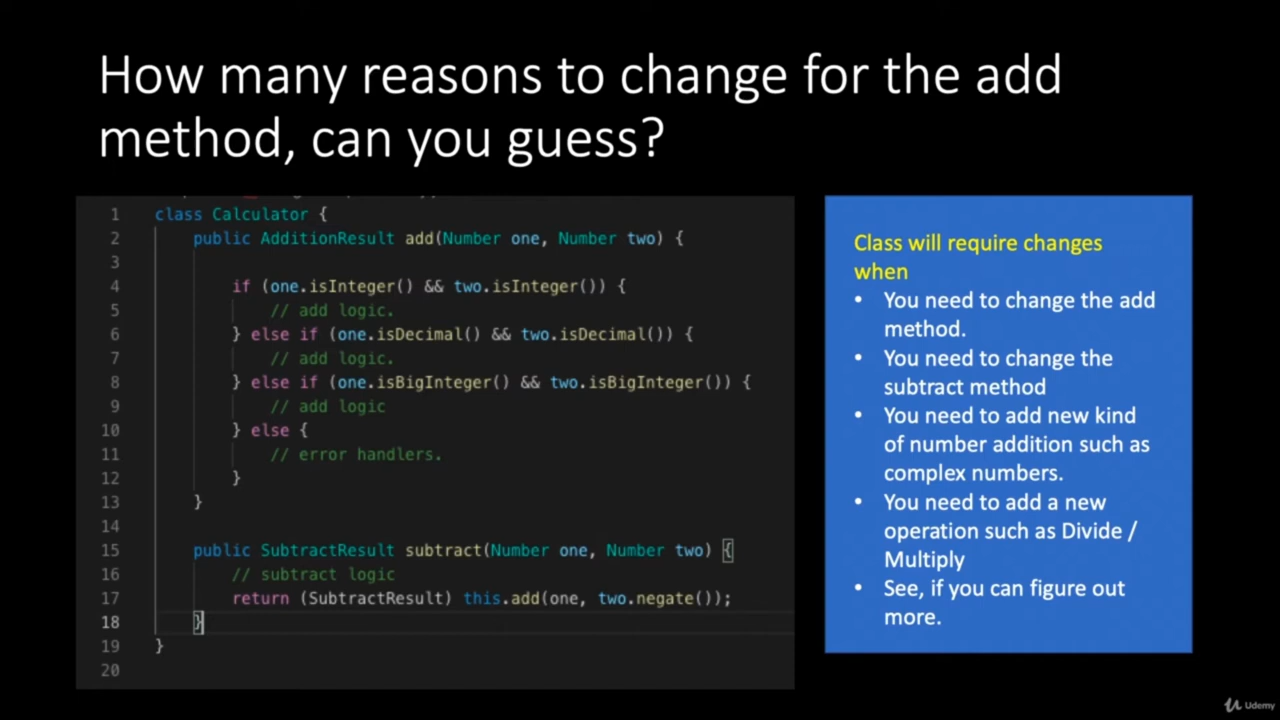 How many reasons to change for the add
method, can you guess?
1 class Calculator {
2 public AdditionResult add(Number one, Number two) {
3
4 if (one.isInteger() && two.isInteger()) {
5 // add logic.
6 } else if (one.isDecimal() && two.isDecimal()) {
7 // add logic.
8 } else if (one.isBigInteger() && two.isBigInteger()) {
9 // add logic
10 } else {
11 // error handlers.
12 }
13 }
14
15 public SubtractResult subtract(Number one, Number two) {
16 // subtract logic
17 return (SubtractResult) this.add(one, two.negate());
18 }
19 }
20
Class will require changes
when
• You need to change the add
method.
• You need to change the
subtract method
• You need to add new kind
of number addition such as
complex numbers.
• You need to add a new
operation such as Divide /
Multiply
• See, if you can figure out
more.
Udemy